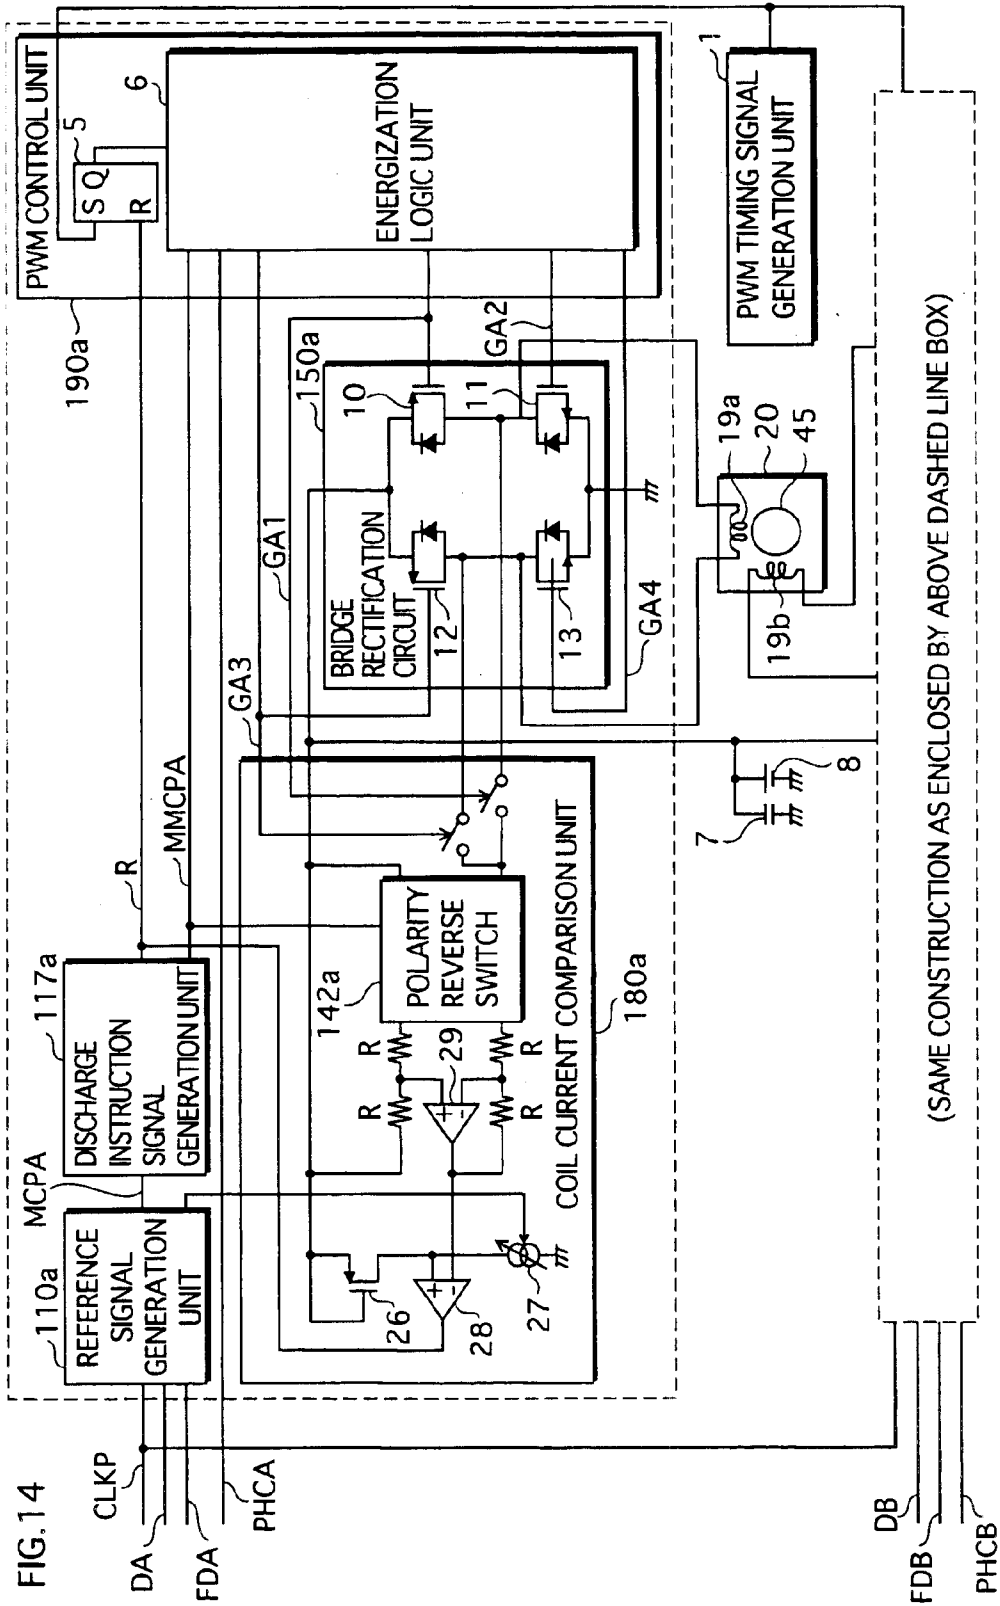 FIG.14
CLKP
DA
FDA
PHCA
110a
REFERENCE
SIGNAL
GENERATION
UNIT
MCPA
117a
DISCHARGE
INSTRUCTION
SIGNAL
GENERATION UNIT
R
MMCPA
GA3
GA1
190a
PWM CONTROL UNIT
S Q
R
5
6
ENERGIZATION
LOGIC UNIT
150a
BRIDGE
RECTIFICATION
CIRCUIT
10
11
12
13
GA2
GA4
142a
POLARITY
REVERSE
SWITCH
R
R
R
R
29
+
-
26
+
-
28
27
COIL CURRENT COMPARISON UNIT
180a
1
PWM TIMING SIGNAL
GENERATION UNIT
19a
20
45
19b
7
8
(SAME CONSTRUCTION AS ENCLOSED BY ABOVE DASHED LINE BOX)
DB
FDB
PHCB